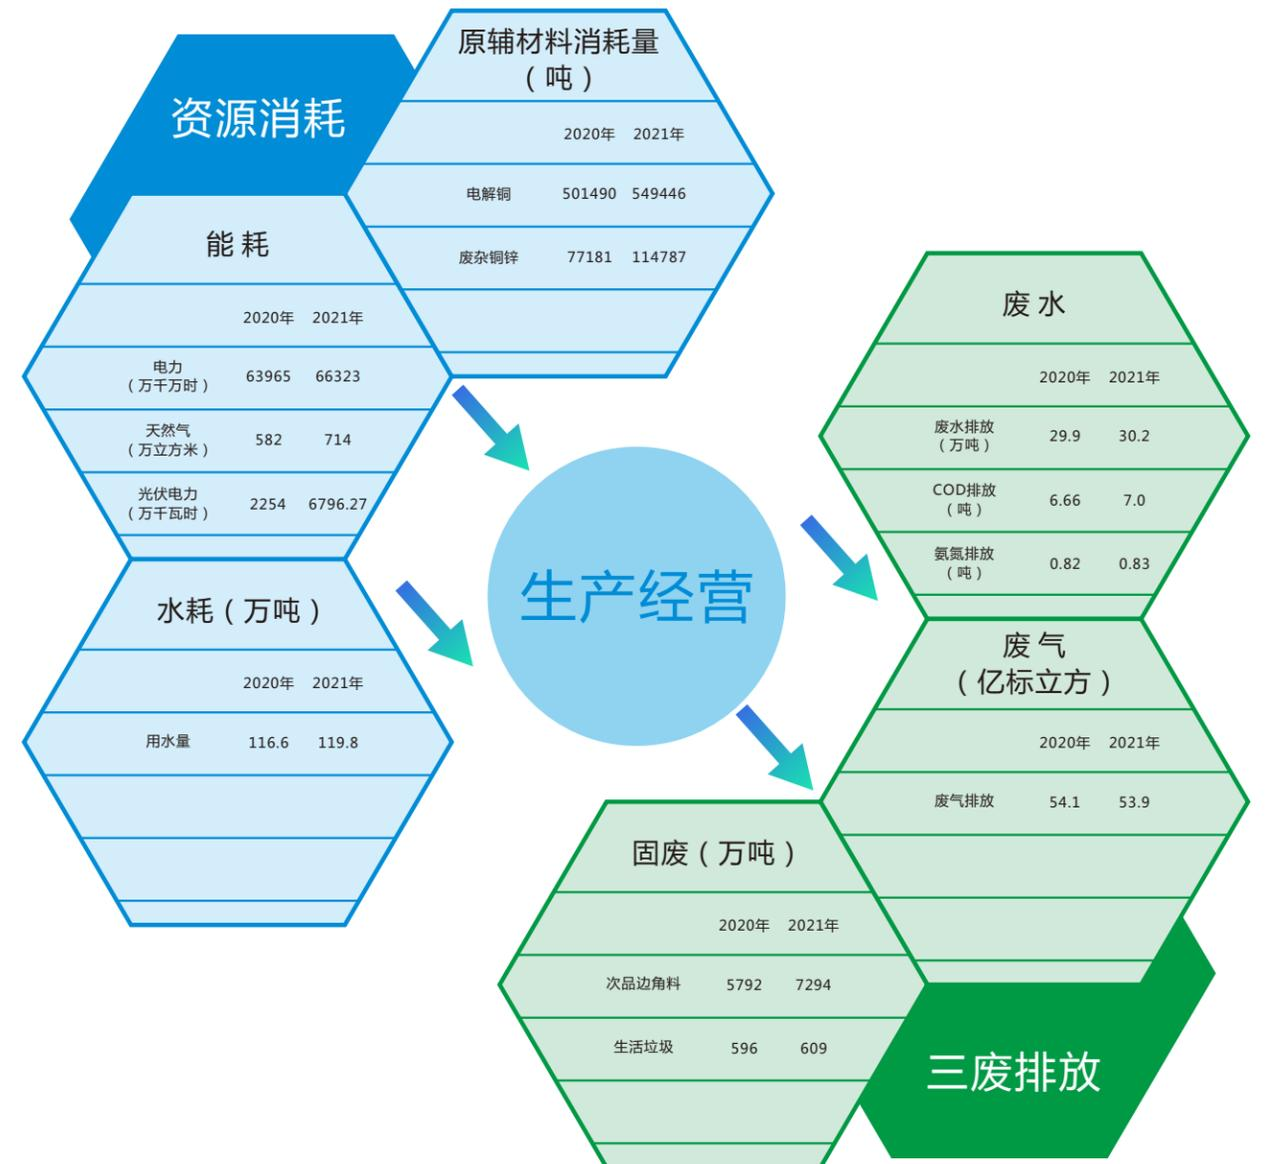 资源消耗
原辅材料消耗量
（吨）
2020年 2021年
电解铜 501490 549446
废杂铜锌 77181 114787
能 耗
2020年 2021年
电力
（万千万时） 63965 66323
天然气
（万立方米） 582 714
光伏电力
（万千瓦时） 2254 6796.27
水耗（万吨）
2020年 2021年
用水量 116.6 119.8
生产经营
废 水
2020年 2021年
废水排放
（万吨） 29.9 30.2
COD排放
（吨） 6.66 7.0
氨氮排放
（吨） 0.82 0.83
废 气
（亿标立方）
2020年 2021年
废气排放 54.1 53.9
固废（万吨）
2020年 2021年
次品边角料 5792 7294
生活垃圾 596 609
三废排放